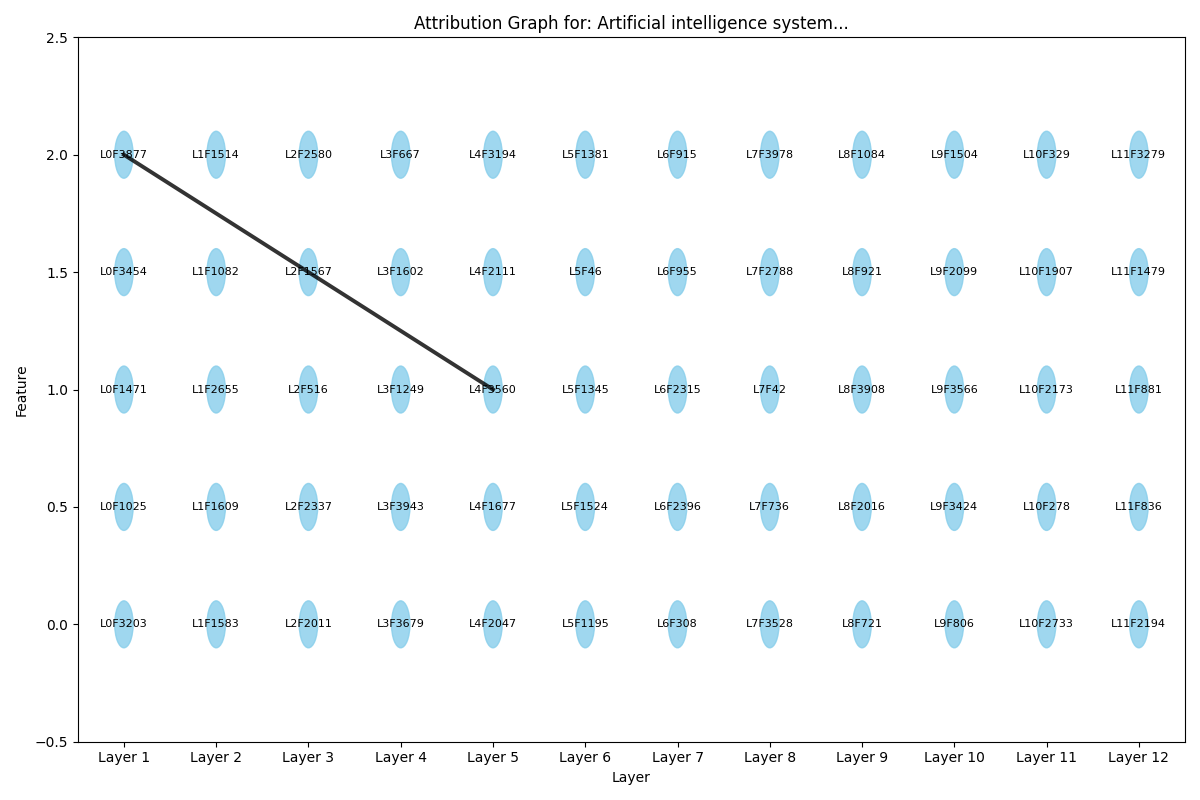 Attribution Graph for: Artificial intelligence system...
2.5
2.0
L0F3877 L1F1514 L2F2580 L3F667 L4F3194 L5F1381 L6F915 L7F3978 L8F1084 L9F1504 L10F329 L11F3279
1.5
L0F3454 L1F1082 L2F1567 L3F1602 L4F2111 L5F46 L6F955 L7F2788 L8F921 L9F2099 L10F1907 L11F1479
Feature
1.0
L0F1471 L1F2655 L2F516 L3F1249 L4F3560 L5F1345 L6F2315 L7F42 L8F3908 L9F3566 L10F2173 L11F881
0.5
L0F1025 L1F1609 L2F2337 L3F3943 L4F1677 L5F1524 L6F2396 L7F736 L8F2016 L9F3424 L10F278 L11F836
0.0
L0F3203 L1F1583 L2F2011 L3F3679 L4F2047 L5F1195 L6F308 L7F3528 L8F721 L9F806 L10F2733 L11F2194
−0.5
Layer 1 Layer 2 Layer 3 Layer 4 Layer 5 Layer 6 Layer 7 Layer 8 Layer 9 Layer 10 Layer 11 Layer 12
Layer